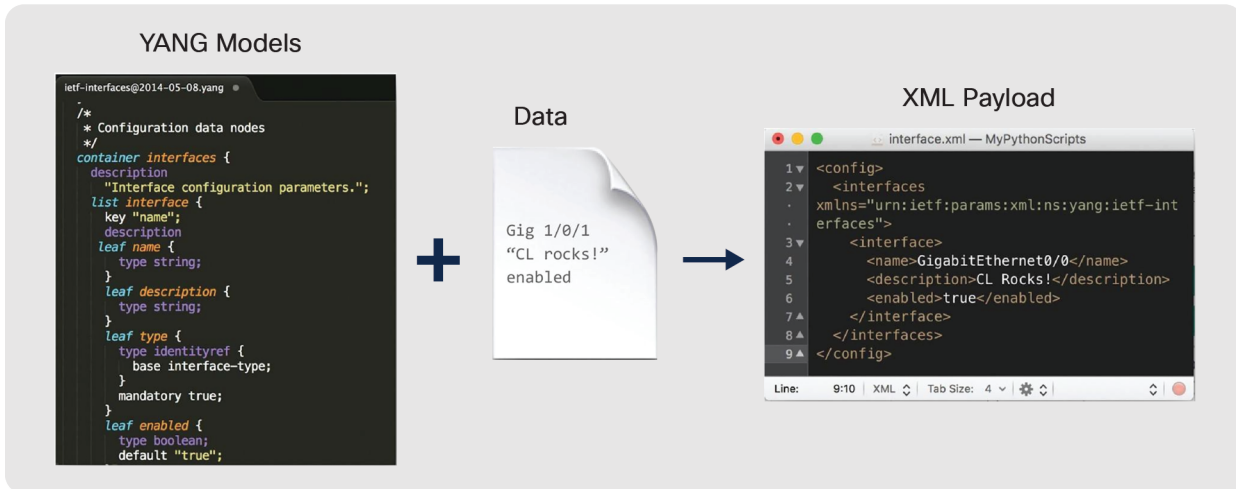 YANG Models
ietf-interfaces@2014-05-08.yang
/*
* Configuration data nodes
*/
container interfaces {
description
"Interface configuration parameters.";
list interface {
key "name";
description
leaf name {
type string;
}
leaf description {
type string;
}
leaf type {
type identityref {
base interface-type;
}
mandatory true;
}
leaf enabled {
type boolean;
default "true";
+
Data
Gig 1/0/1
“CL rocks!”
enabled
XML Payload
interface.xml — MyPythonScripts
1 <config>
2 <interfaces
xmlns="urn:ietf:params:xml:ns:yang:ietf-int
erfaces">
3 <interface>
4 <name>GigabitEthernet0/0</name>
5 <description>CL Rocks!</description>
6 <enabled>true</enabled>
7 </interface>
8 </interfaces>
9 </config>
Line: 9:10 XML Tab Size: 4